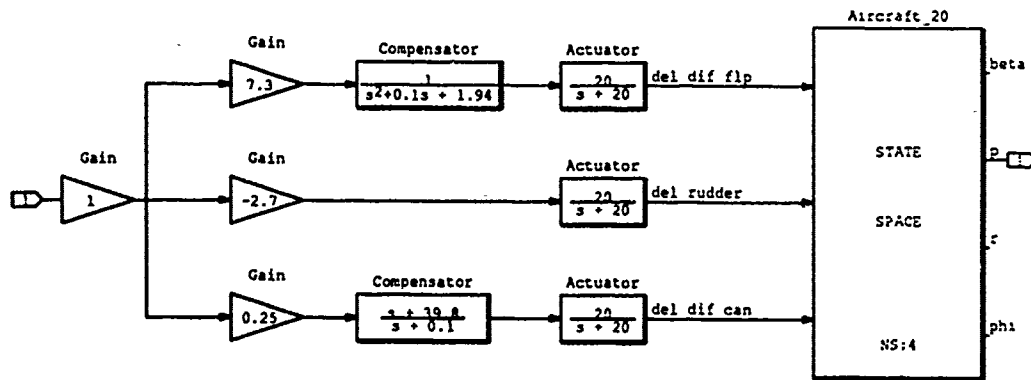 Aircraft_20
Gain
Compensator
Actuator
7.3
1
s²+0.1s + 1.94
20
s + 20
del dif flp
beta
Gain
Gain
Actuator
STATE
p
1
-2.7
20
s + 20
del rudder
SPACE
r
Gain
Compensator
Actuator
0.25
s + 39.8
s + 0.1
20
s + 20
del dif can
phi
NS:4